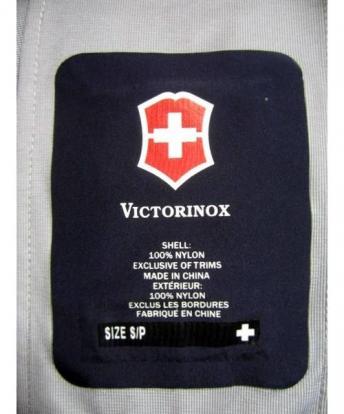 VICTORINOX
SHELL:
100% NYLON
EXCLUSIVE OF TRIMS
MADE IN CHINA
EXTÉRIEUR:
100% NYLON
EXCLUS LES BORDURES
FABRIQUÉ EN CHINE
SIZE S/P